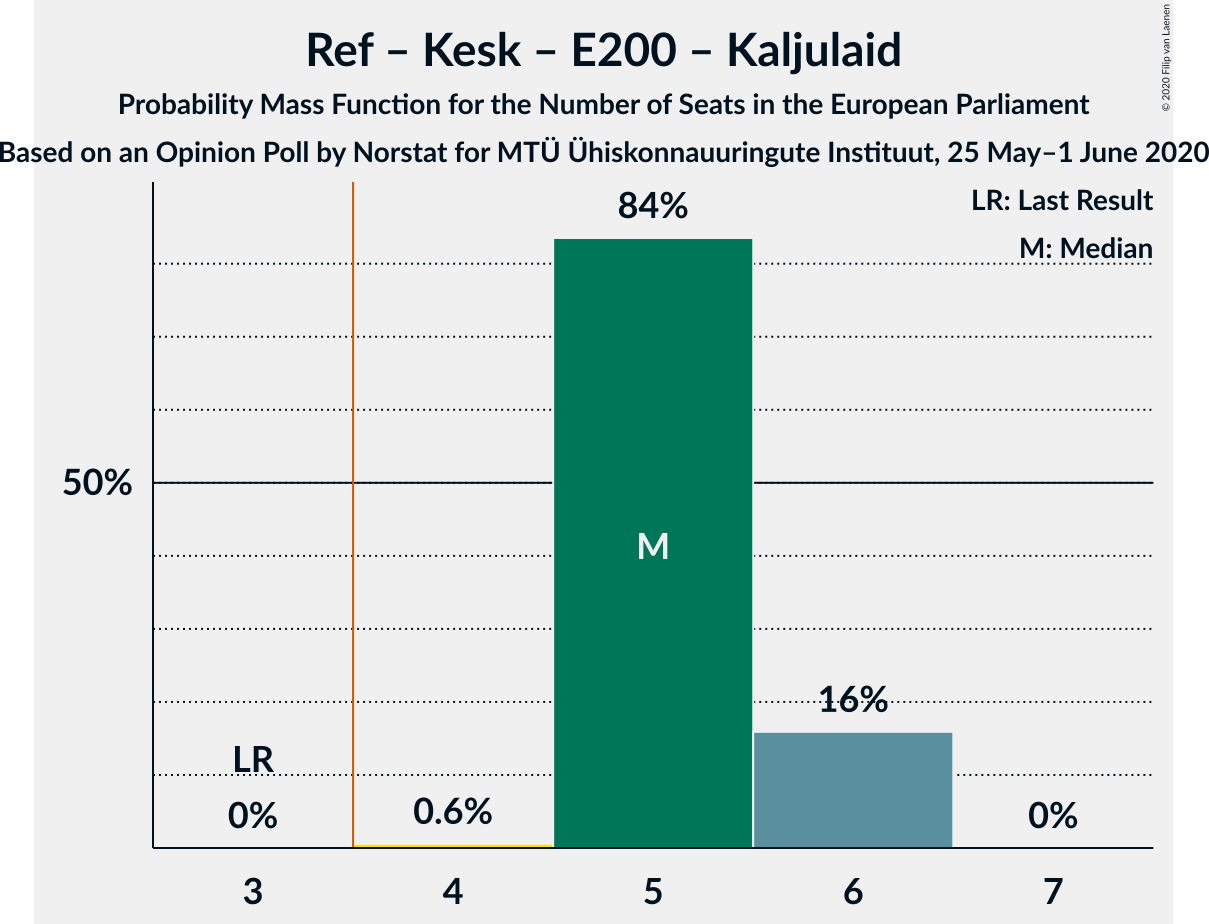 Ref – Kesk – E200 – Kaljulaid
Probability Mass Function for the Number of Seats in the European Parliament
Based on an Opinion Poll by Norstat for MTÜ Ühiskonnauuringute Instituut, 25 May–1 June 2020
© 2020 Filip van Laenen
LR: Last Result
M: Median
84%
50%
M
16%
LR
0%
0.6%
0%
3 4 5 6 7